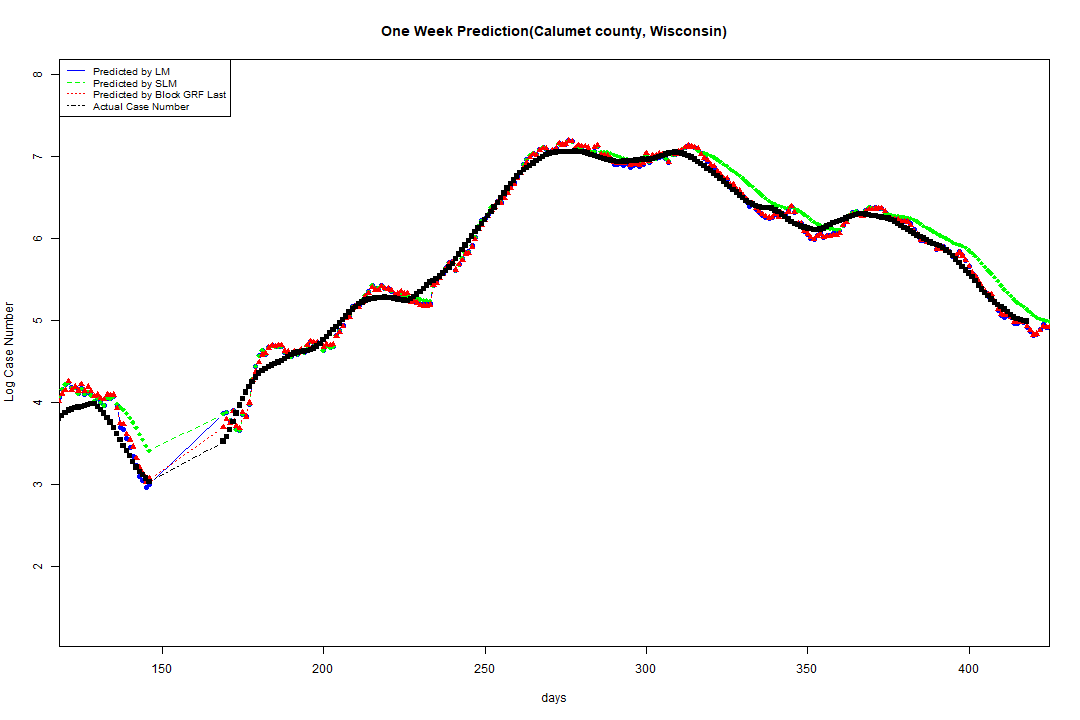 One Week Prediction(Calumet county, Wisconsin)
Predicted by LM
Predicted by SLM
Predicted by Block GRF Last
Actual Case Number
8
7
6
5
4
3
2
Log Case Number
150 200 250 300 350 400
days